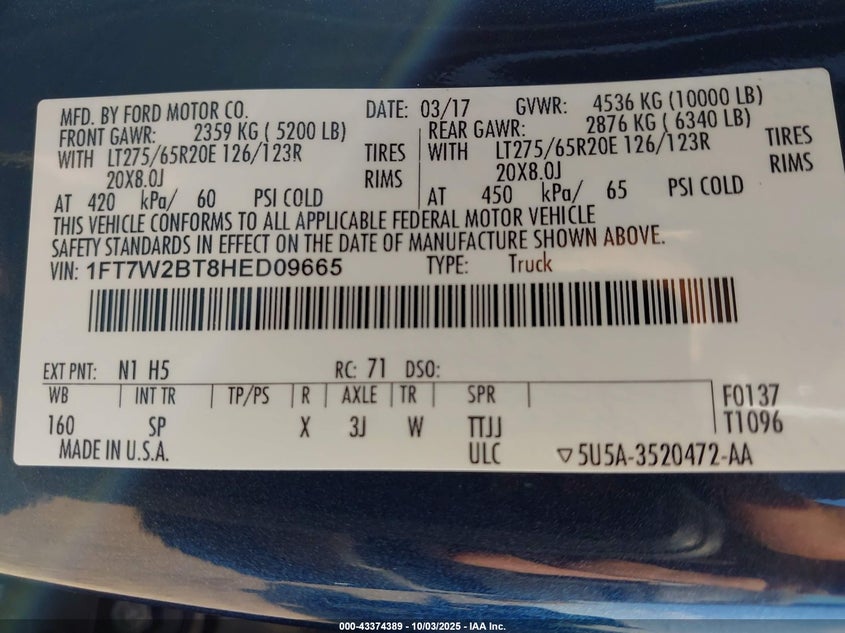 MFD. BY FORD MOTOR CO. DATE: 03/17 GVWR: 4536 KG (10000 LB)
FRONT GAWR: 2359 KG ( 5200 LB) REAR GAWR: 2876 KG ( 6340 LB)
WITH LT275/65R20E 126/123R TIRES WITH LT275/65R20E 126/123R TIRES
20X8.0J RIMS 20X8.0J RIMS
AT 420 kPa/ 60 PSI COLD AT 450 kPa/ 65 PSI COLD
THIS VEHICLE CONFORMS TO ALL APPLICABLE FEDERAL MOTOR VEHICLE
SAFETY STANDARDS IN EFFECT ON THE DATE OF MANUFACTURE SHOWN ABOVE.
VIN: 1FT7W2BT8HED09665 TYPE: Truck
EXT PNT: N1 H5 RC: 71 DSO:
WB INT TR TP/PS R AXLE TR SPR F0137
160 SP X 3J W TTJJ T1096
MADE IN U.S.A. ULC ▽5U5A-3520472-AA
000-43374389 - 10/03/2025 - IAA Inc.